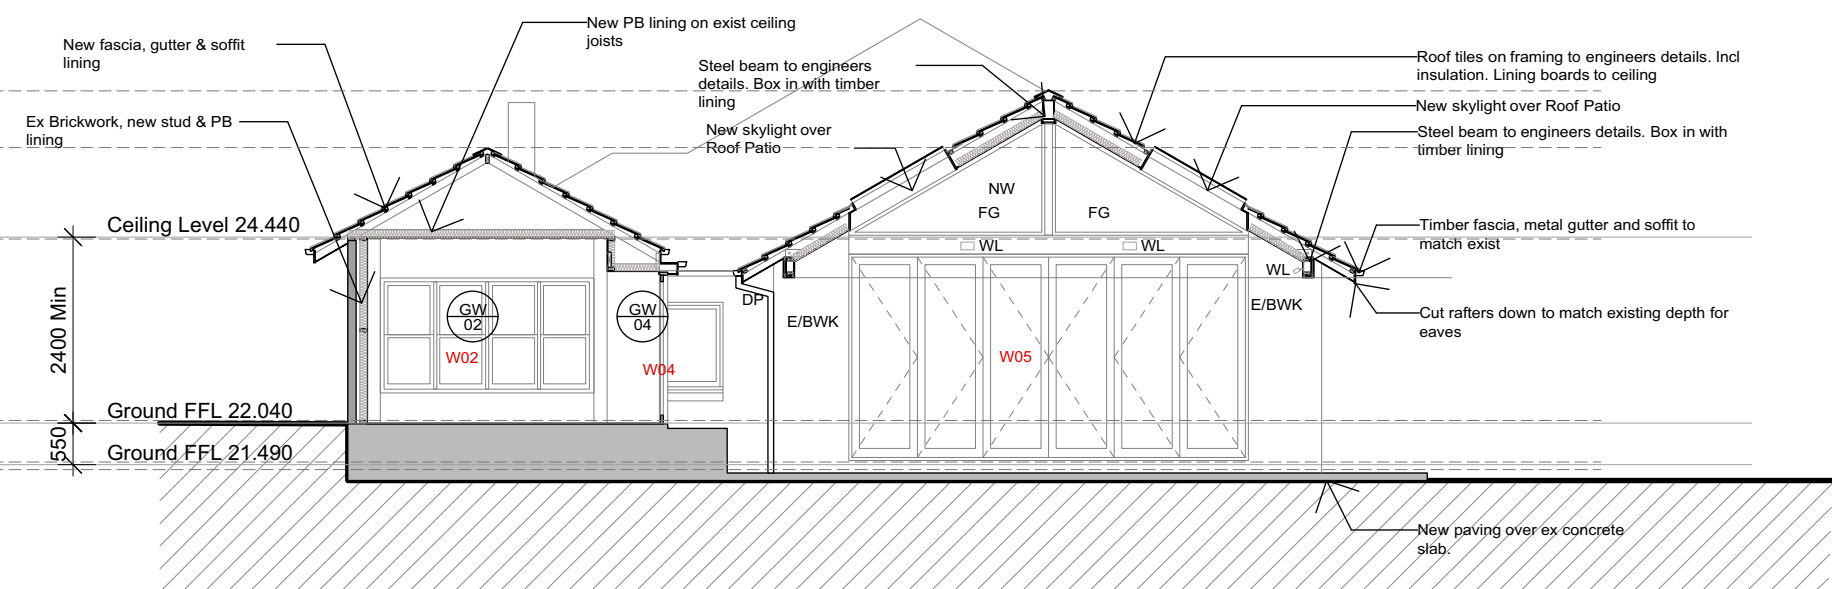 New PB lining on exist ceiling
joists
New fascia, gutter & soffit
lining
Steel beam to engineers
details. Box in with timber
lining
Roof tiles on framing to engineers details. Incl
insulation. Lining boards to ceiling
New skylight over Roof Patio
Ex Brickwork, new stud & PB
lining
New skylight over
Roof Patio
Steel beam to engineers details. Box in with
timber lining
NW
FG
FG
Ceiling Level 24.440
Timber fascia, metal gutter and soffit to
match exist
WL
WL
WL
DP
E/BWK
E/BWK
GW
02
GW
04
Cut rafters down to match existing depth for
eaves
2400 Min
W02
W04
W05
Ground FFL 22.040
550
Ground FFL 21.490
New paving over ex concrete
slab.